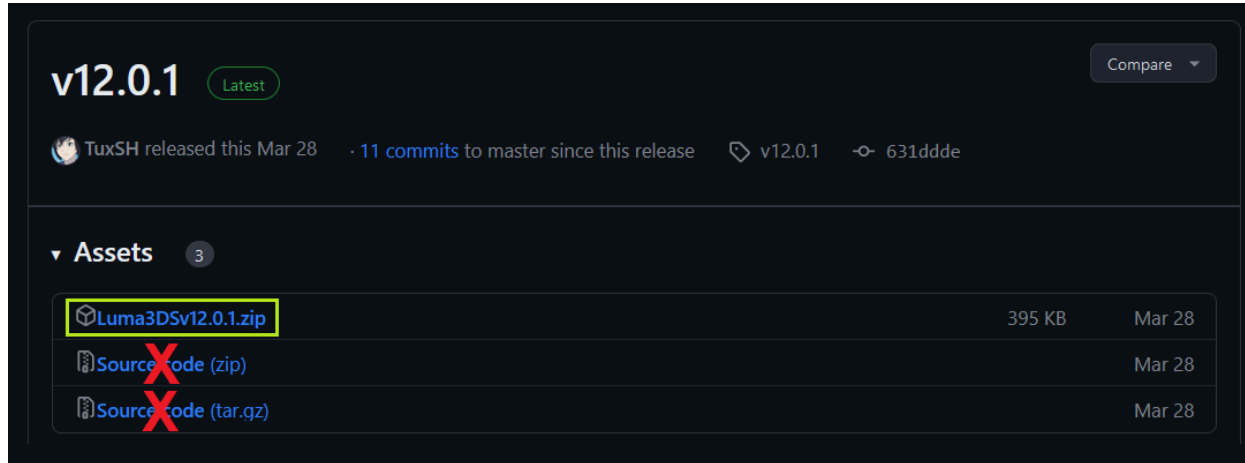 v12.0.1 Latest
Compare
TuxSH released this Mar 28 · 11 commits to master since this release v12.0.1 631ddde
Assets 3
Luma3DSv12.0.1.zip 395 KB Mar 28
Source code (zip) Mar 28
Source code (tar.gz) Mar 28